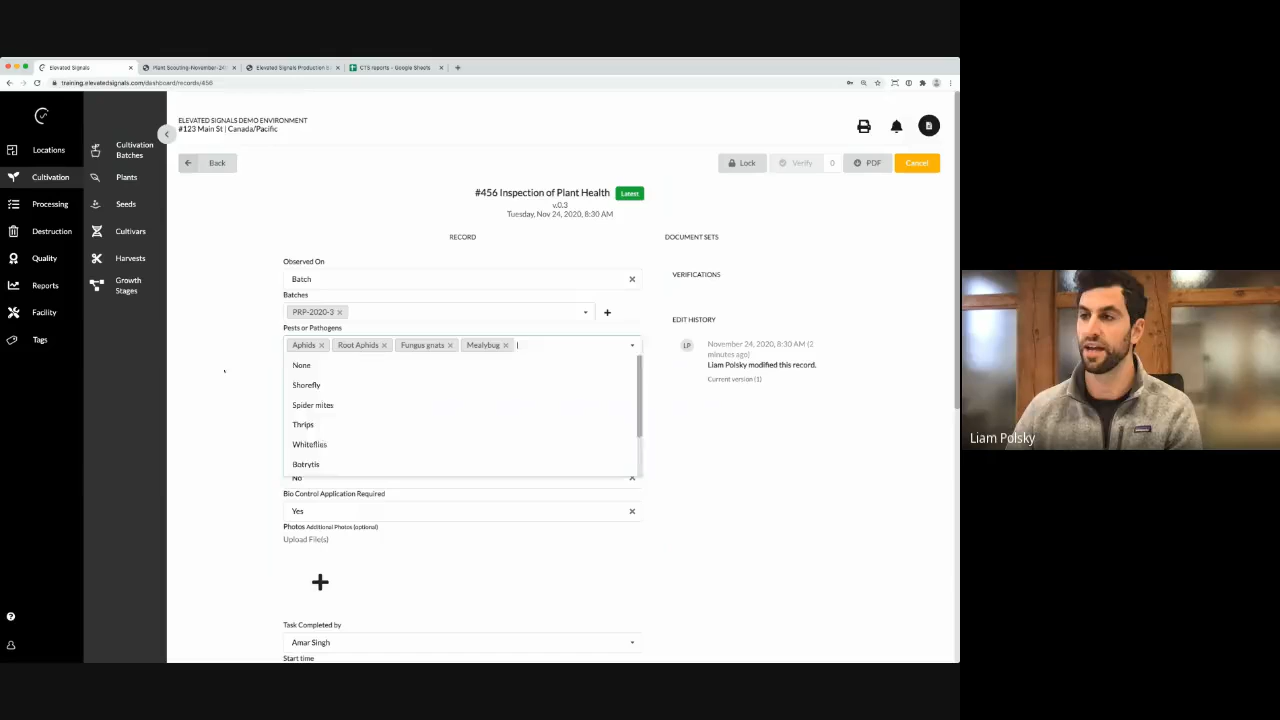 Elevated Signals
Plant Scouting-November-24
Elevated Signals Production
CTS reports - Google Sheets
training.elevatedsignals.com/dashboard/records/456
ELEVATED SIGNALS DEMO ENVIRONMENT
#123 Main St | Canada/Pacific
Locations
Cultivation
Processing
Destruction
Quality
Reports
Facility
Tags
Cultivation
Batches
Plants
Seeds
Cultivars
Harvests
Growth
Stages
Back
Lock
Verify
0
PDF
Cancel
#456 Inspection of Plant Health
Latest
v.0.3
Tuesday, Nov 24, 2020, 8:30 AM
RECORD
Observed On
Batch
Batches
PRP-2020-3
Pests or Pathogens
Aphids Root Aphids Fungus gnats Mealybug
None
Shorefly
Spider mites
Thrips
Whiteflies
Botrytis
No
Bio Control Application Required
Yes
Photos Additional Photos (optional)
Upload File(s)
Task Completed by
Amar Singh
Start time
DOCUMENT SETS
VERIFICATIONS
EDIT HISTORY
LP
November 24, 2020, 8:30 AM (2
minutes ago)
Liam Polsky modified this record.
Current version (1)
Liam Polsky